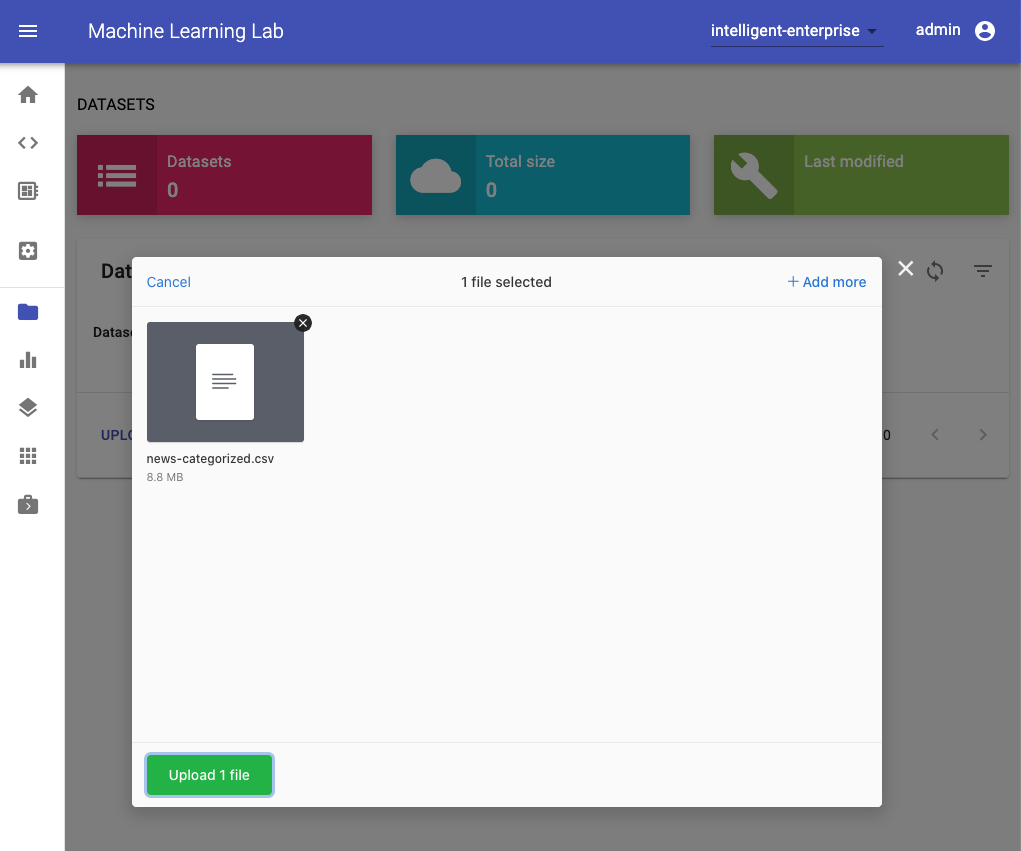 Machine Learning Lab
intelligent-enterprise
admin
DATASETS
Datasets
0
Total size
0
Last modified
Dat
Cancel
1 file selected
+ Add more
Datase
news-categorized.csv
8.8 MB
UPLO
0
Upload 1 file